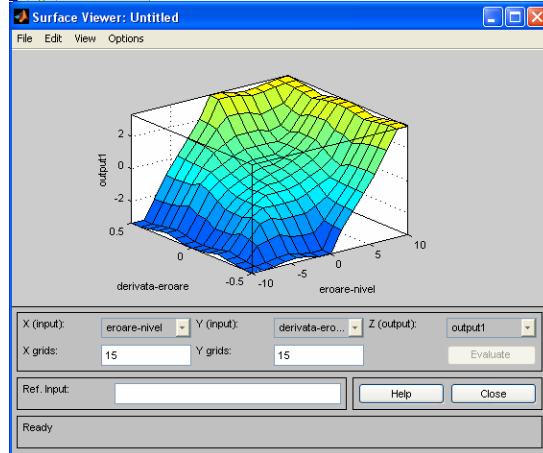 Surface Viewer: Untitled
File Edit View Options
output1
2
0
-2
0.5
0
-0.5
derivata-eroare
-10
-5
0
5
10
eroare-nivel
X (input): eroare-nivel Y (input): derivata-ero... Z (output): output1
X grids: 15 Y grids: 15 Evaluate
Ref. Input: Help Close
Ready